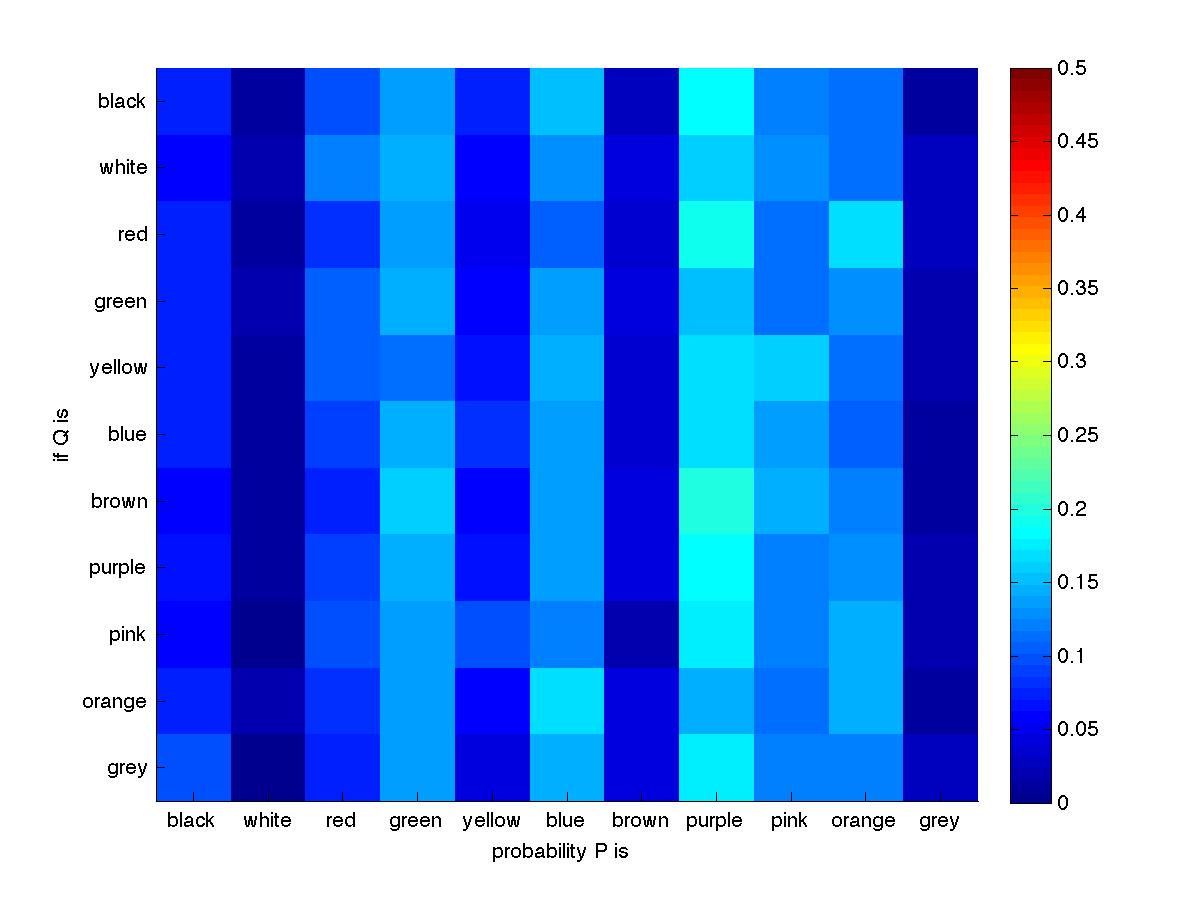 black
white
red
green
yellow
blue
brown
purple
pink
orange
grey
if Q is
black white red green yellow blue brown purple pink orange grey
probability P is
0.5
0.45
0.4
0.35
0.3
0.25
0.2
0.15
0.1
0.05
0